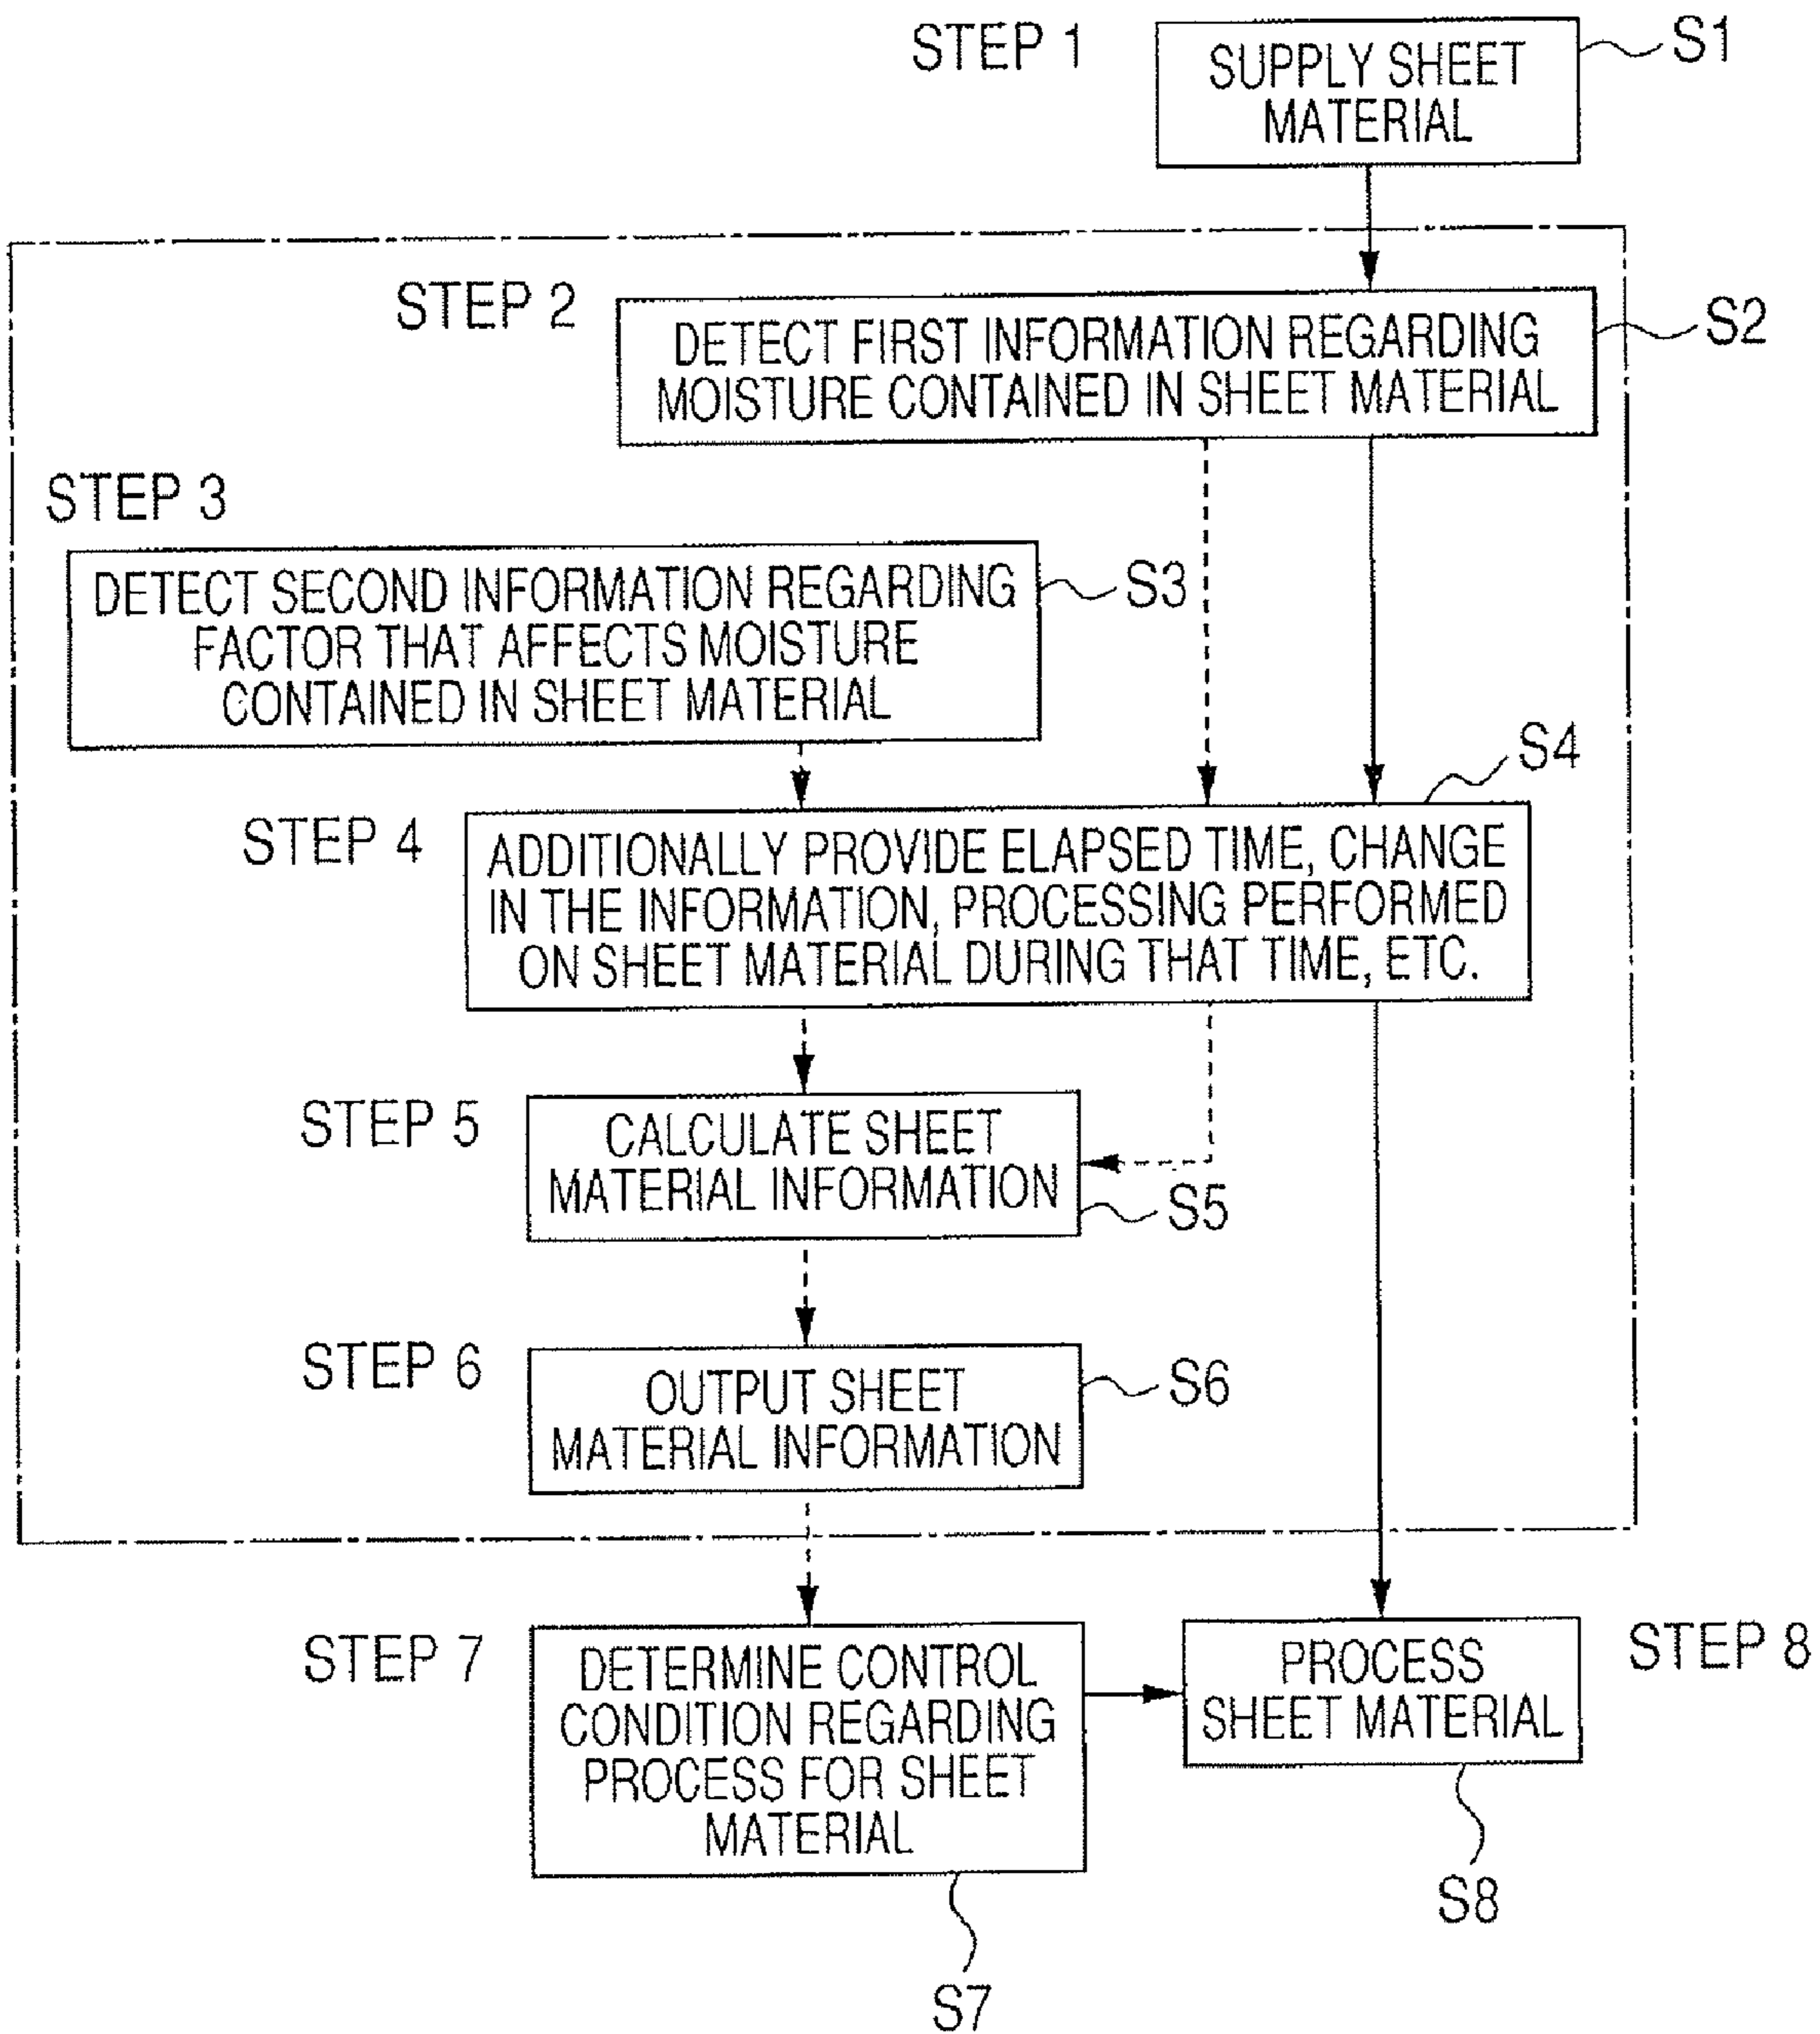 STEP 1
SUPPLY SHEET
MATERIAL
S1
STEP 2
DETECT FIRST INFORMATION REGARDING
MOISTURE CONTAINED IN SHEET MATERIAL
S2
STEP 3
DETECT SECOND INFORMATION REGARDING
FACTOR THAT AFFECTS MOISTURE
CONTAINED IN SHEET MATERIAL
S3
STEP 4
S4
ADDITIONALLY PROVIDE ELAPSED TIME, CHANGE
IN THE INFORMATION, PROCESSING PERFORMED
ON SHEET MATERIAL DURING THAT TIME, ETC.
STEP 5
CALCULATE SHEET
MATERIAL INFORMATION
S5
STEP 6
OUTPUT SHEET
MATERIAL INFORMATION
S6
STEP 7
DETERMINE CONTROL
CONDITION REGARDING
PROCESS FOR SHEET
MATERIAL
S7
PROCESS
SHEET MATERIAL
STEP 8
S8